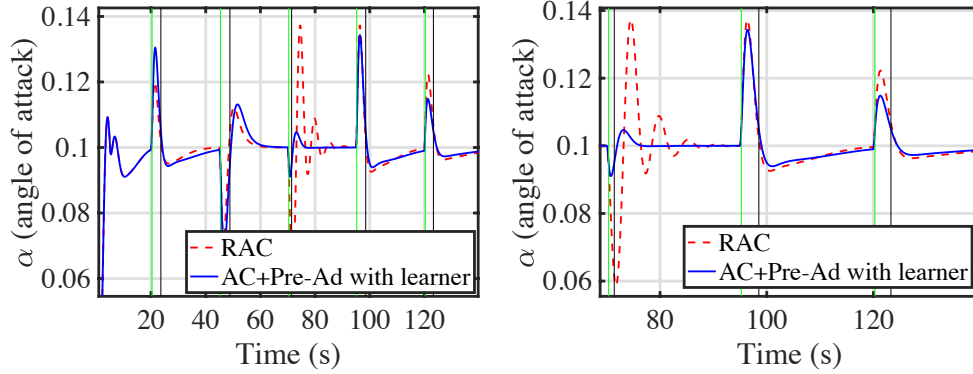 0.14
0.12
0.1
0.08
0.06
α (angle of attack)
RAC
AC+Pre-Ad with learner
20 40 60 80 100 120
Time (s)
0.14
0.12
0.1
0.08
0.06
α (angle of attack)
RAC
AC+Pre-Ad with learner
80 100 120
Time (s)